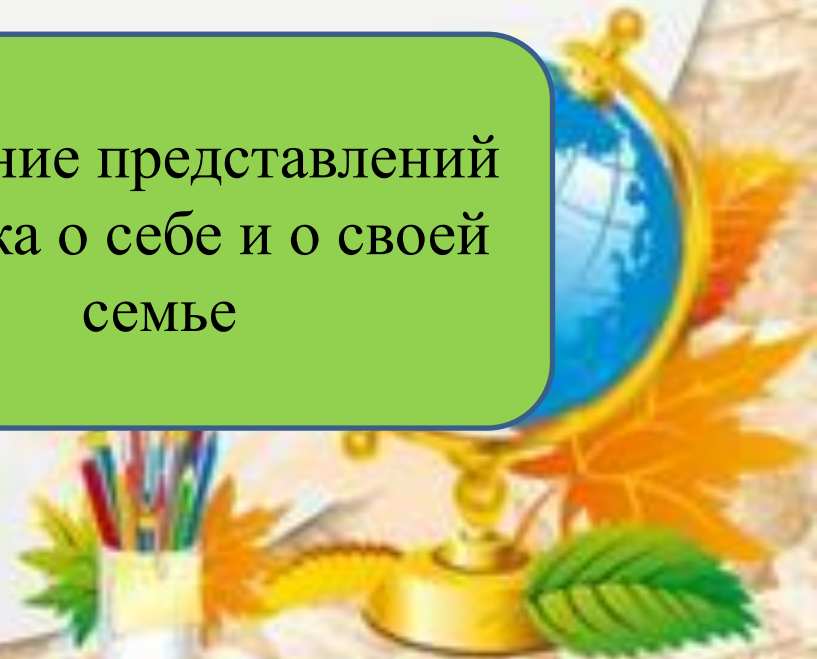 ние представлений
ка о себе и о своей
семье